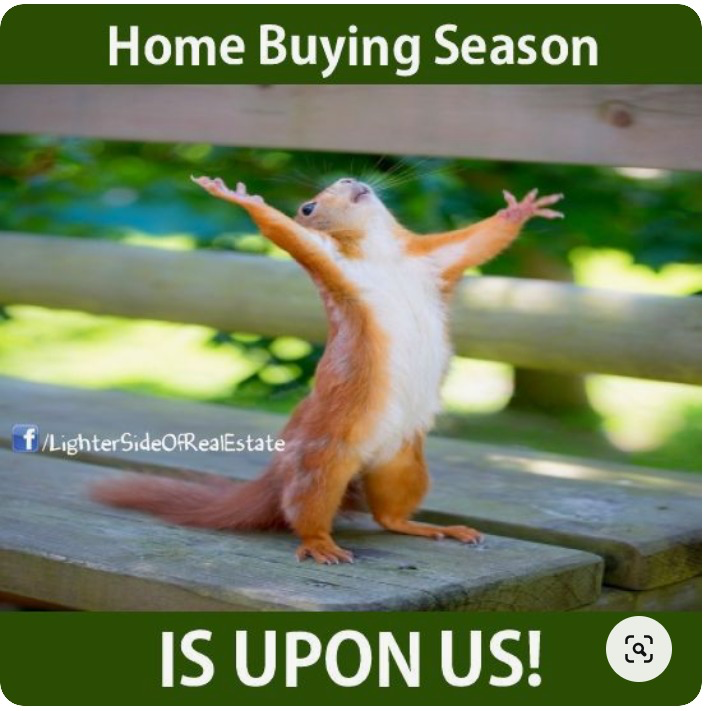 Home Buying Season
f/LighterSideOfRealEstate
IS UPON US!